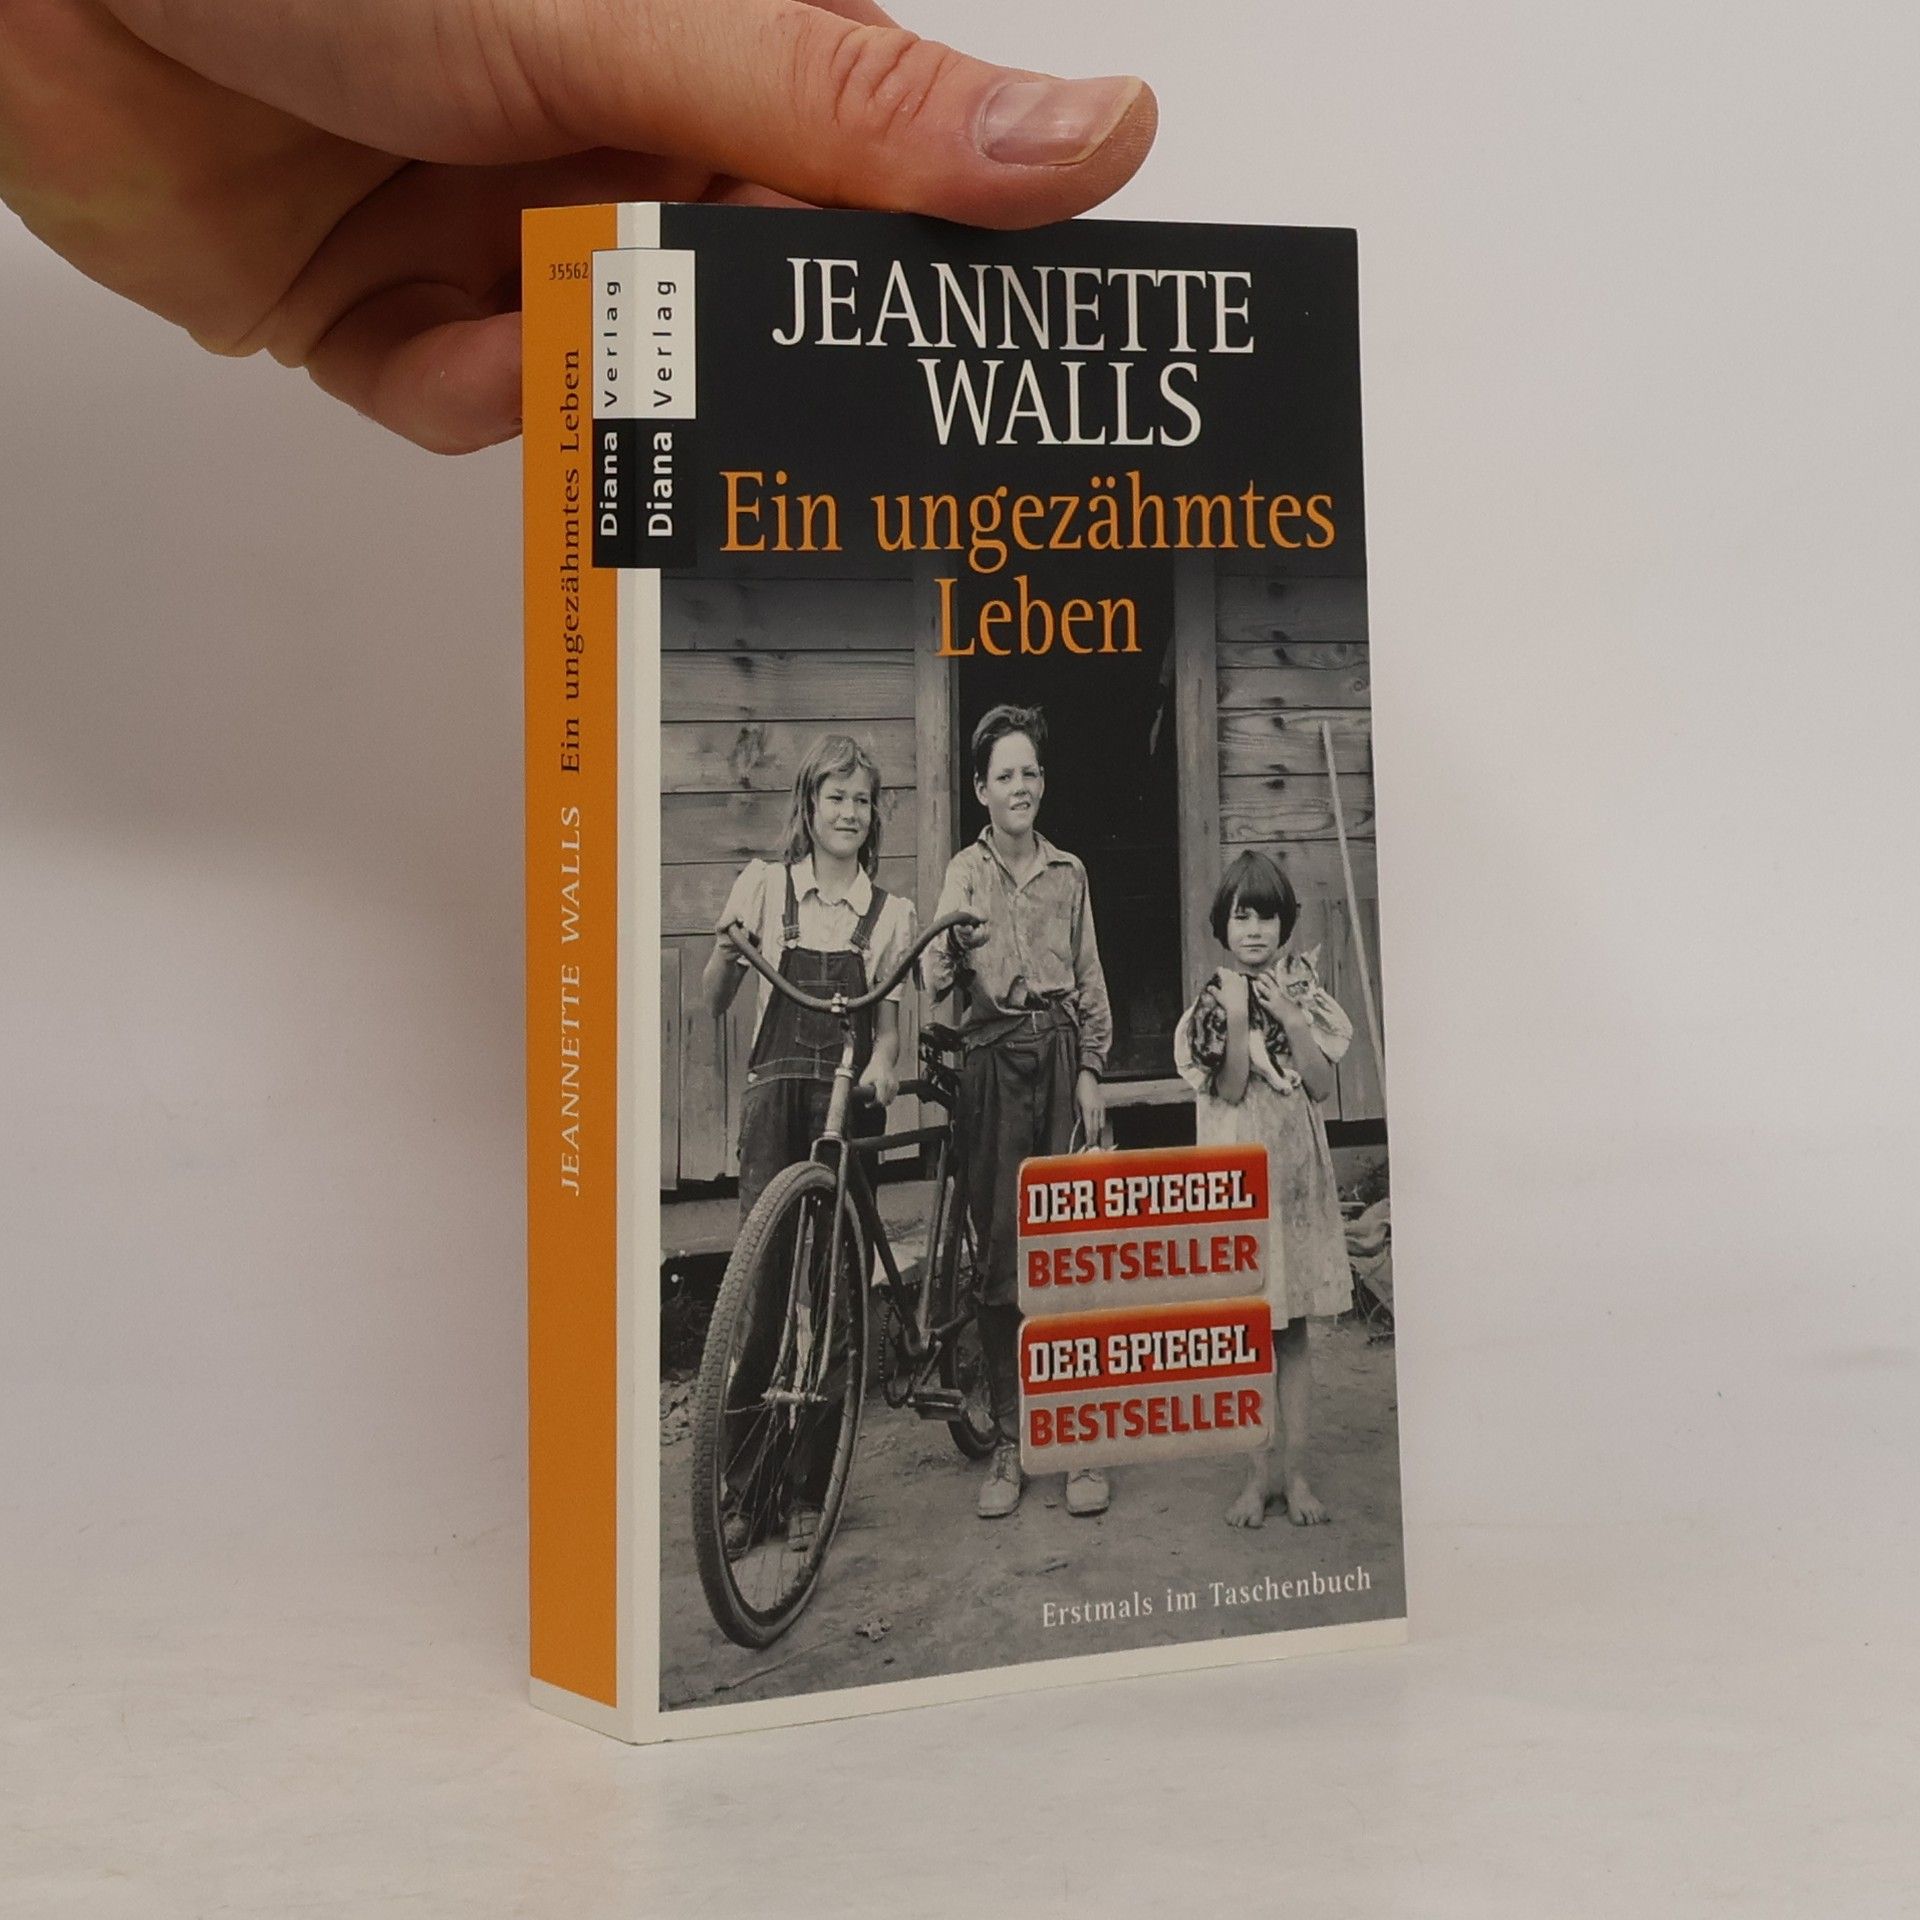 35562
Diana Verlag
JEANNETTE WALLS Ein ungezähmtes Leben
Diana Verlag
JEANNETTE
WALLS
Ein ungezähmtes
Leben
DER SPIEGEL
BESTSELLER
DER SPIEGEL
BESTSELLER
Erstmals im Taschenbuch